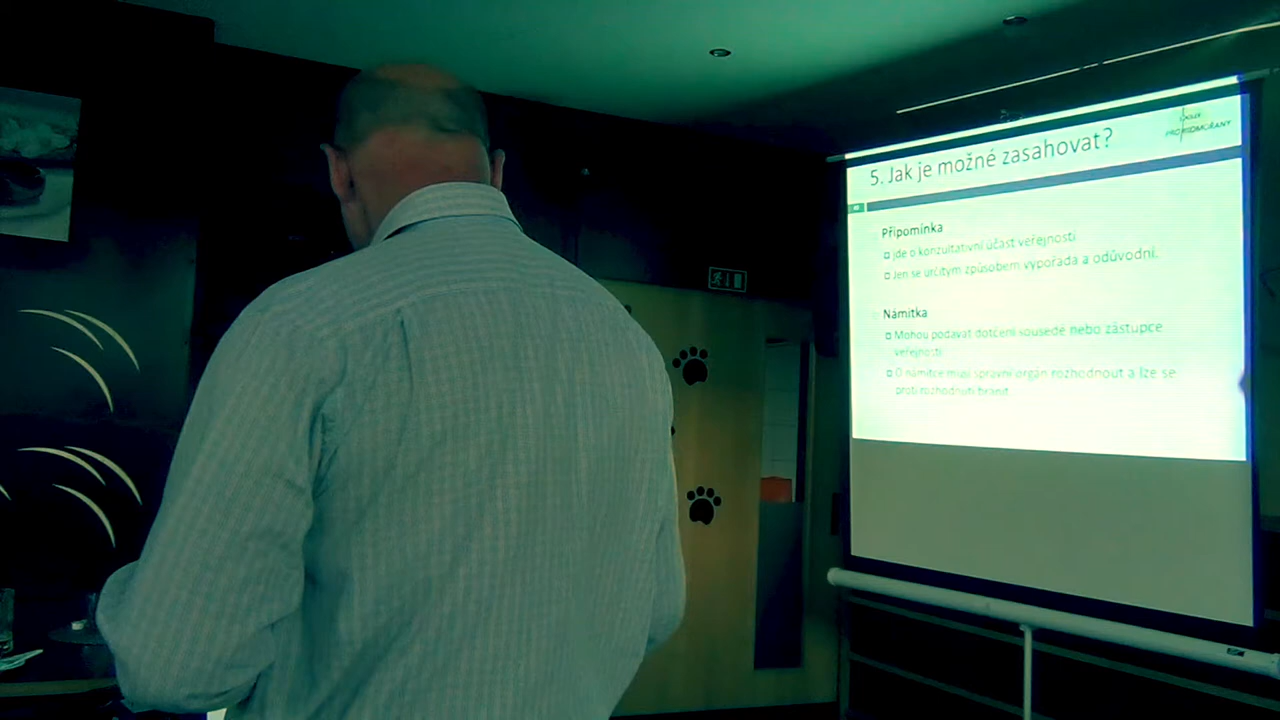 5. Jak je možné zasahovat?
Připomínka
jde o konzultativní účast veřejnosti
Jen se určitým způsobem vypořádá a odůvodní.
Námitka
Mohou podávat dotčení sousedé nebo zástupce
veřejnosti
O námitce musí správní orgán rozhodnout a lze se
proti rozhodnutí bránit